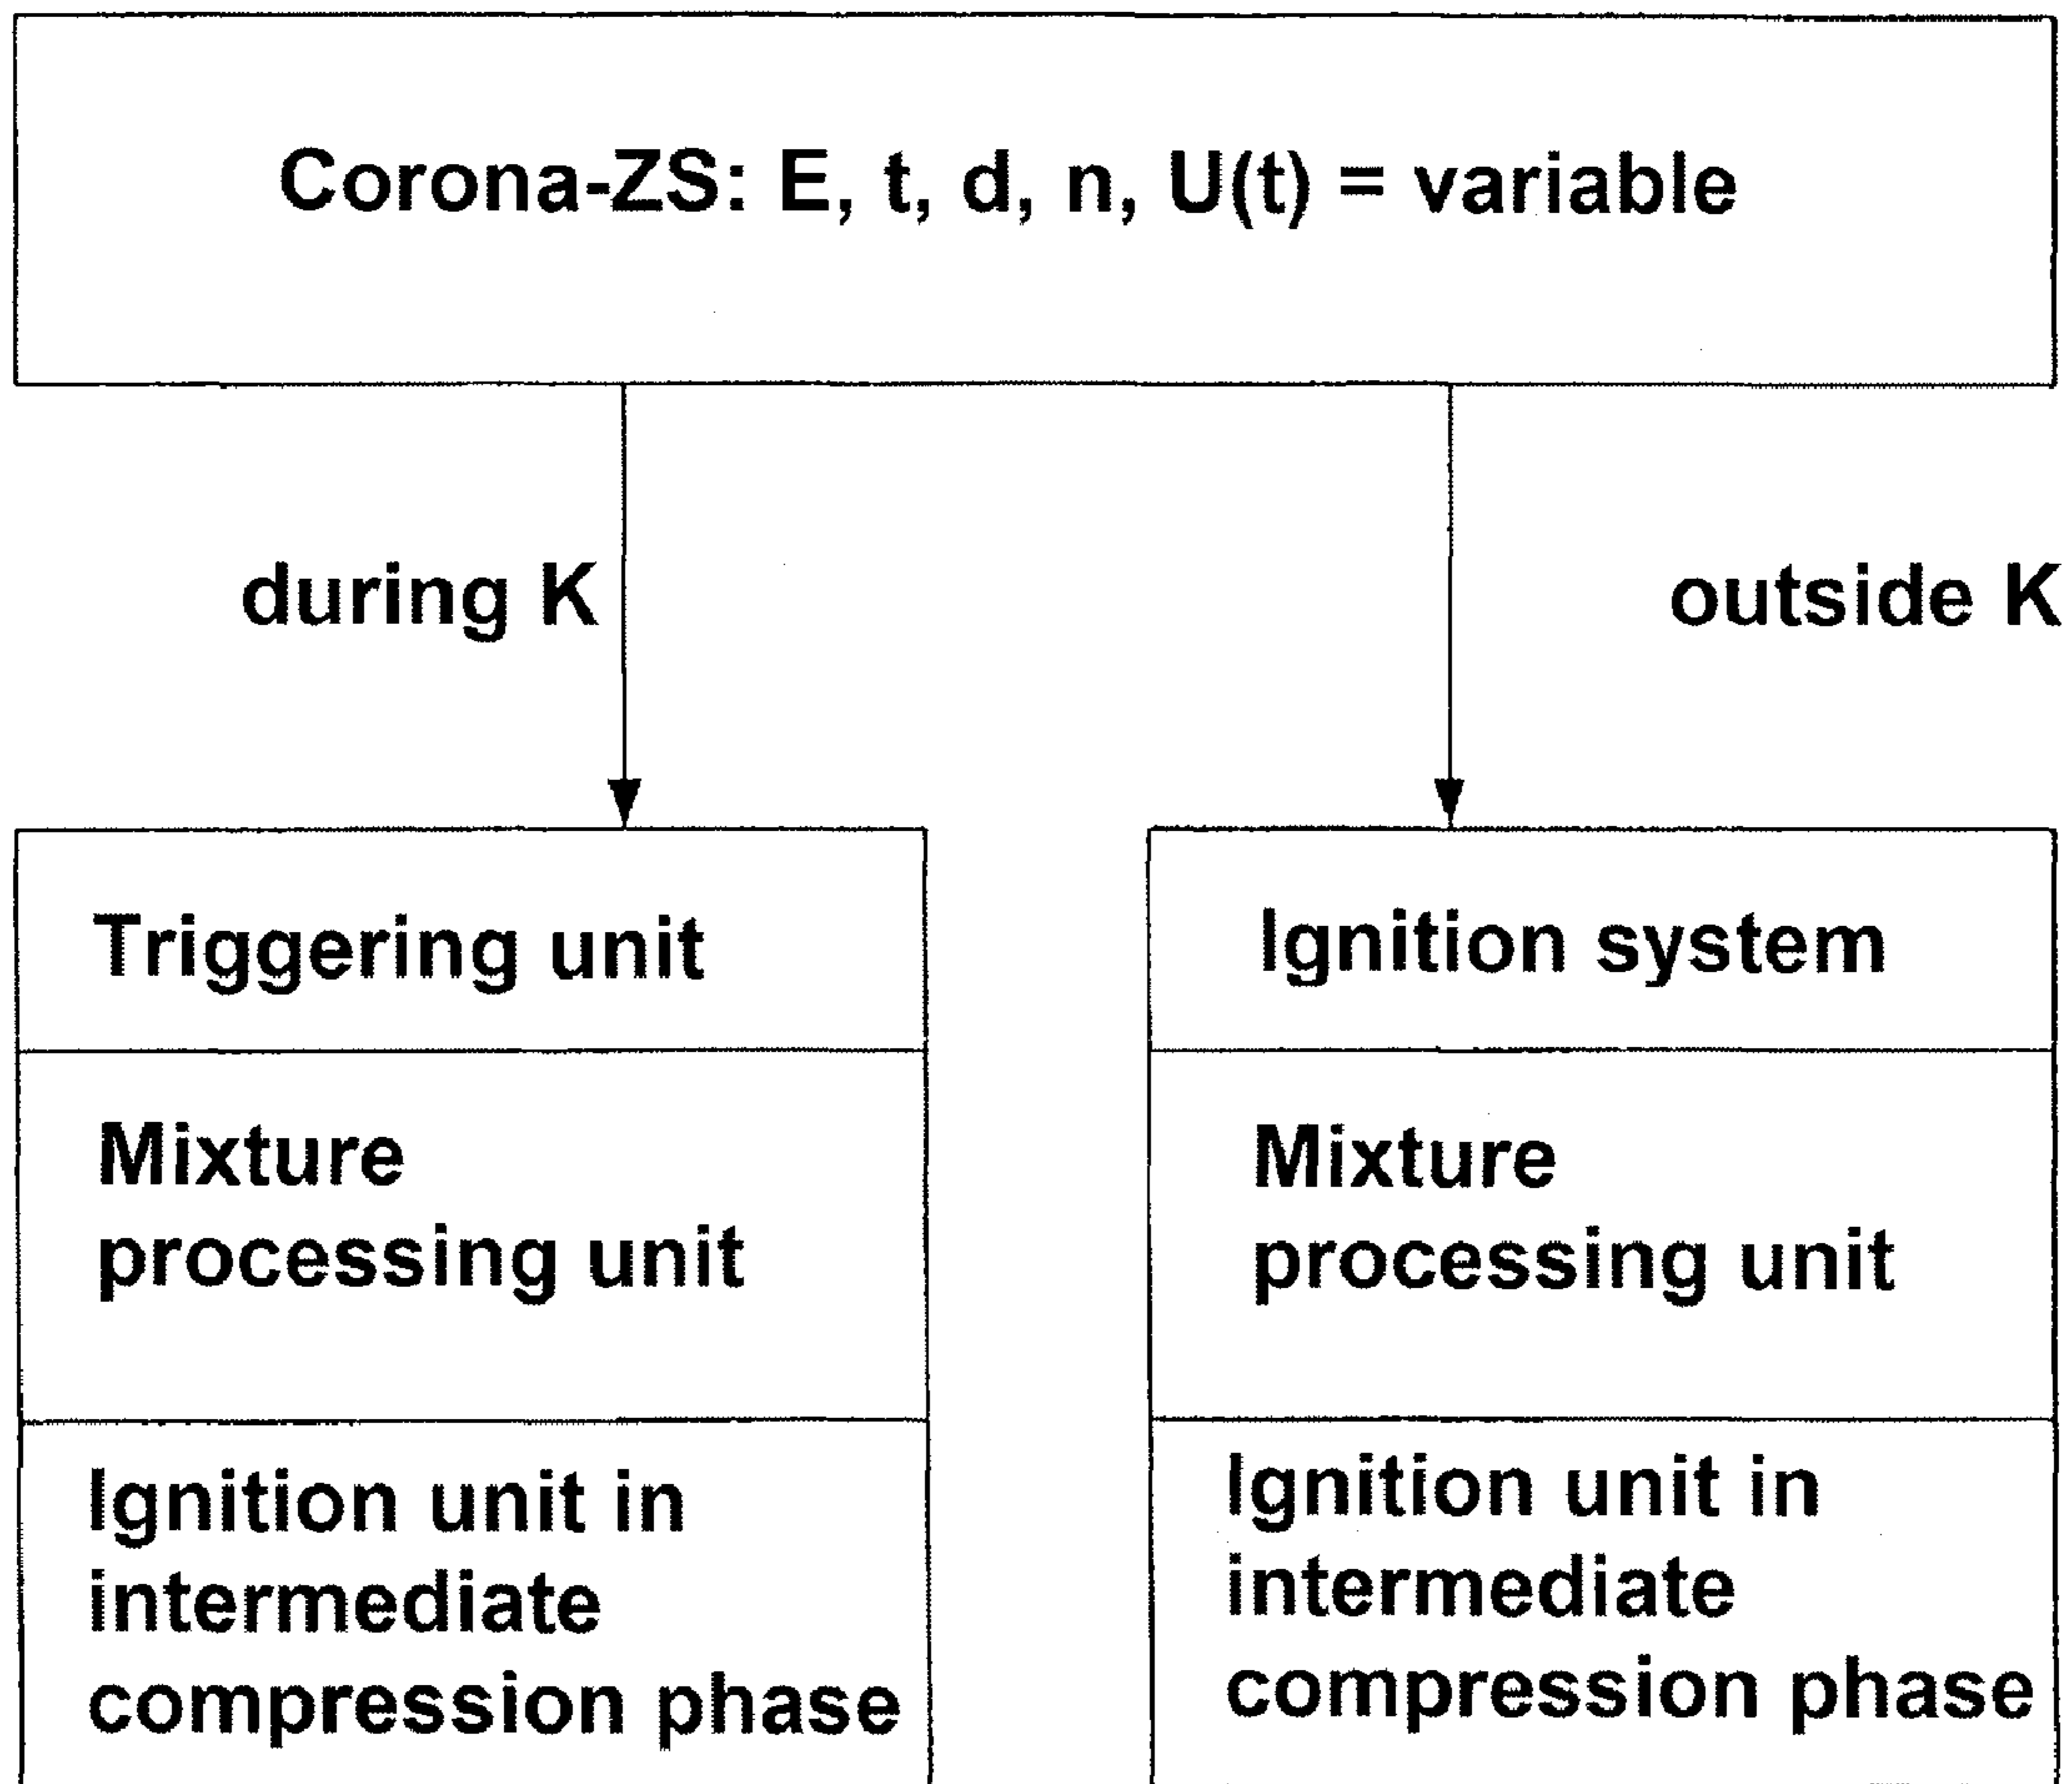 Corona-ZS: E, t, d, n, U(t) = variable
during K
outside K
Triggering unit
Mixture
processing unit
Ignition unit in
intermediate
compression phase
Ignition system
Mixture
processing unit
Ignition unit in
intermediate
compression phase